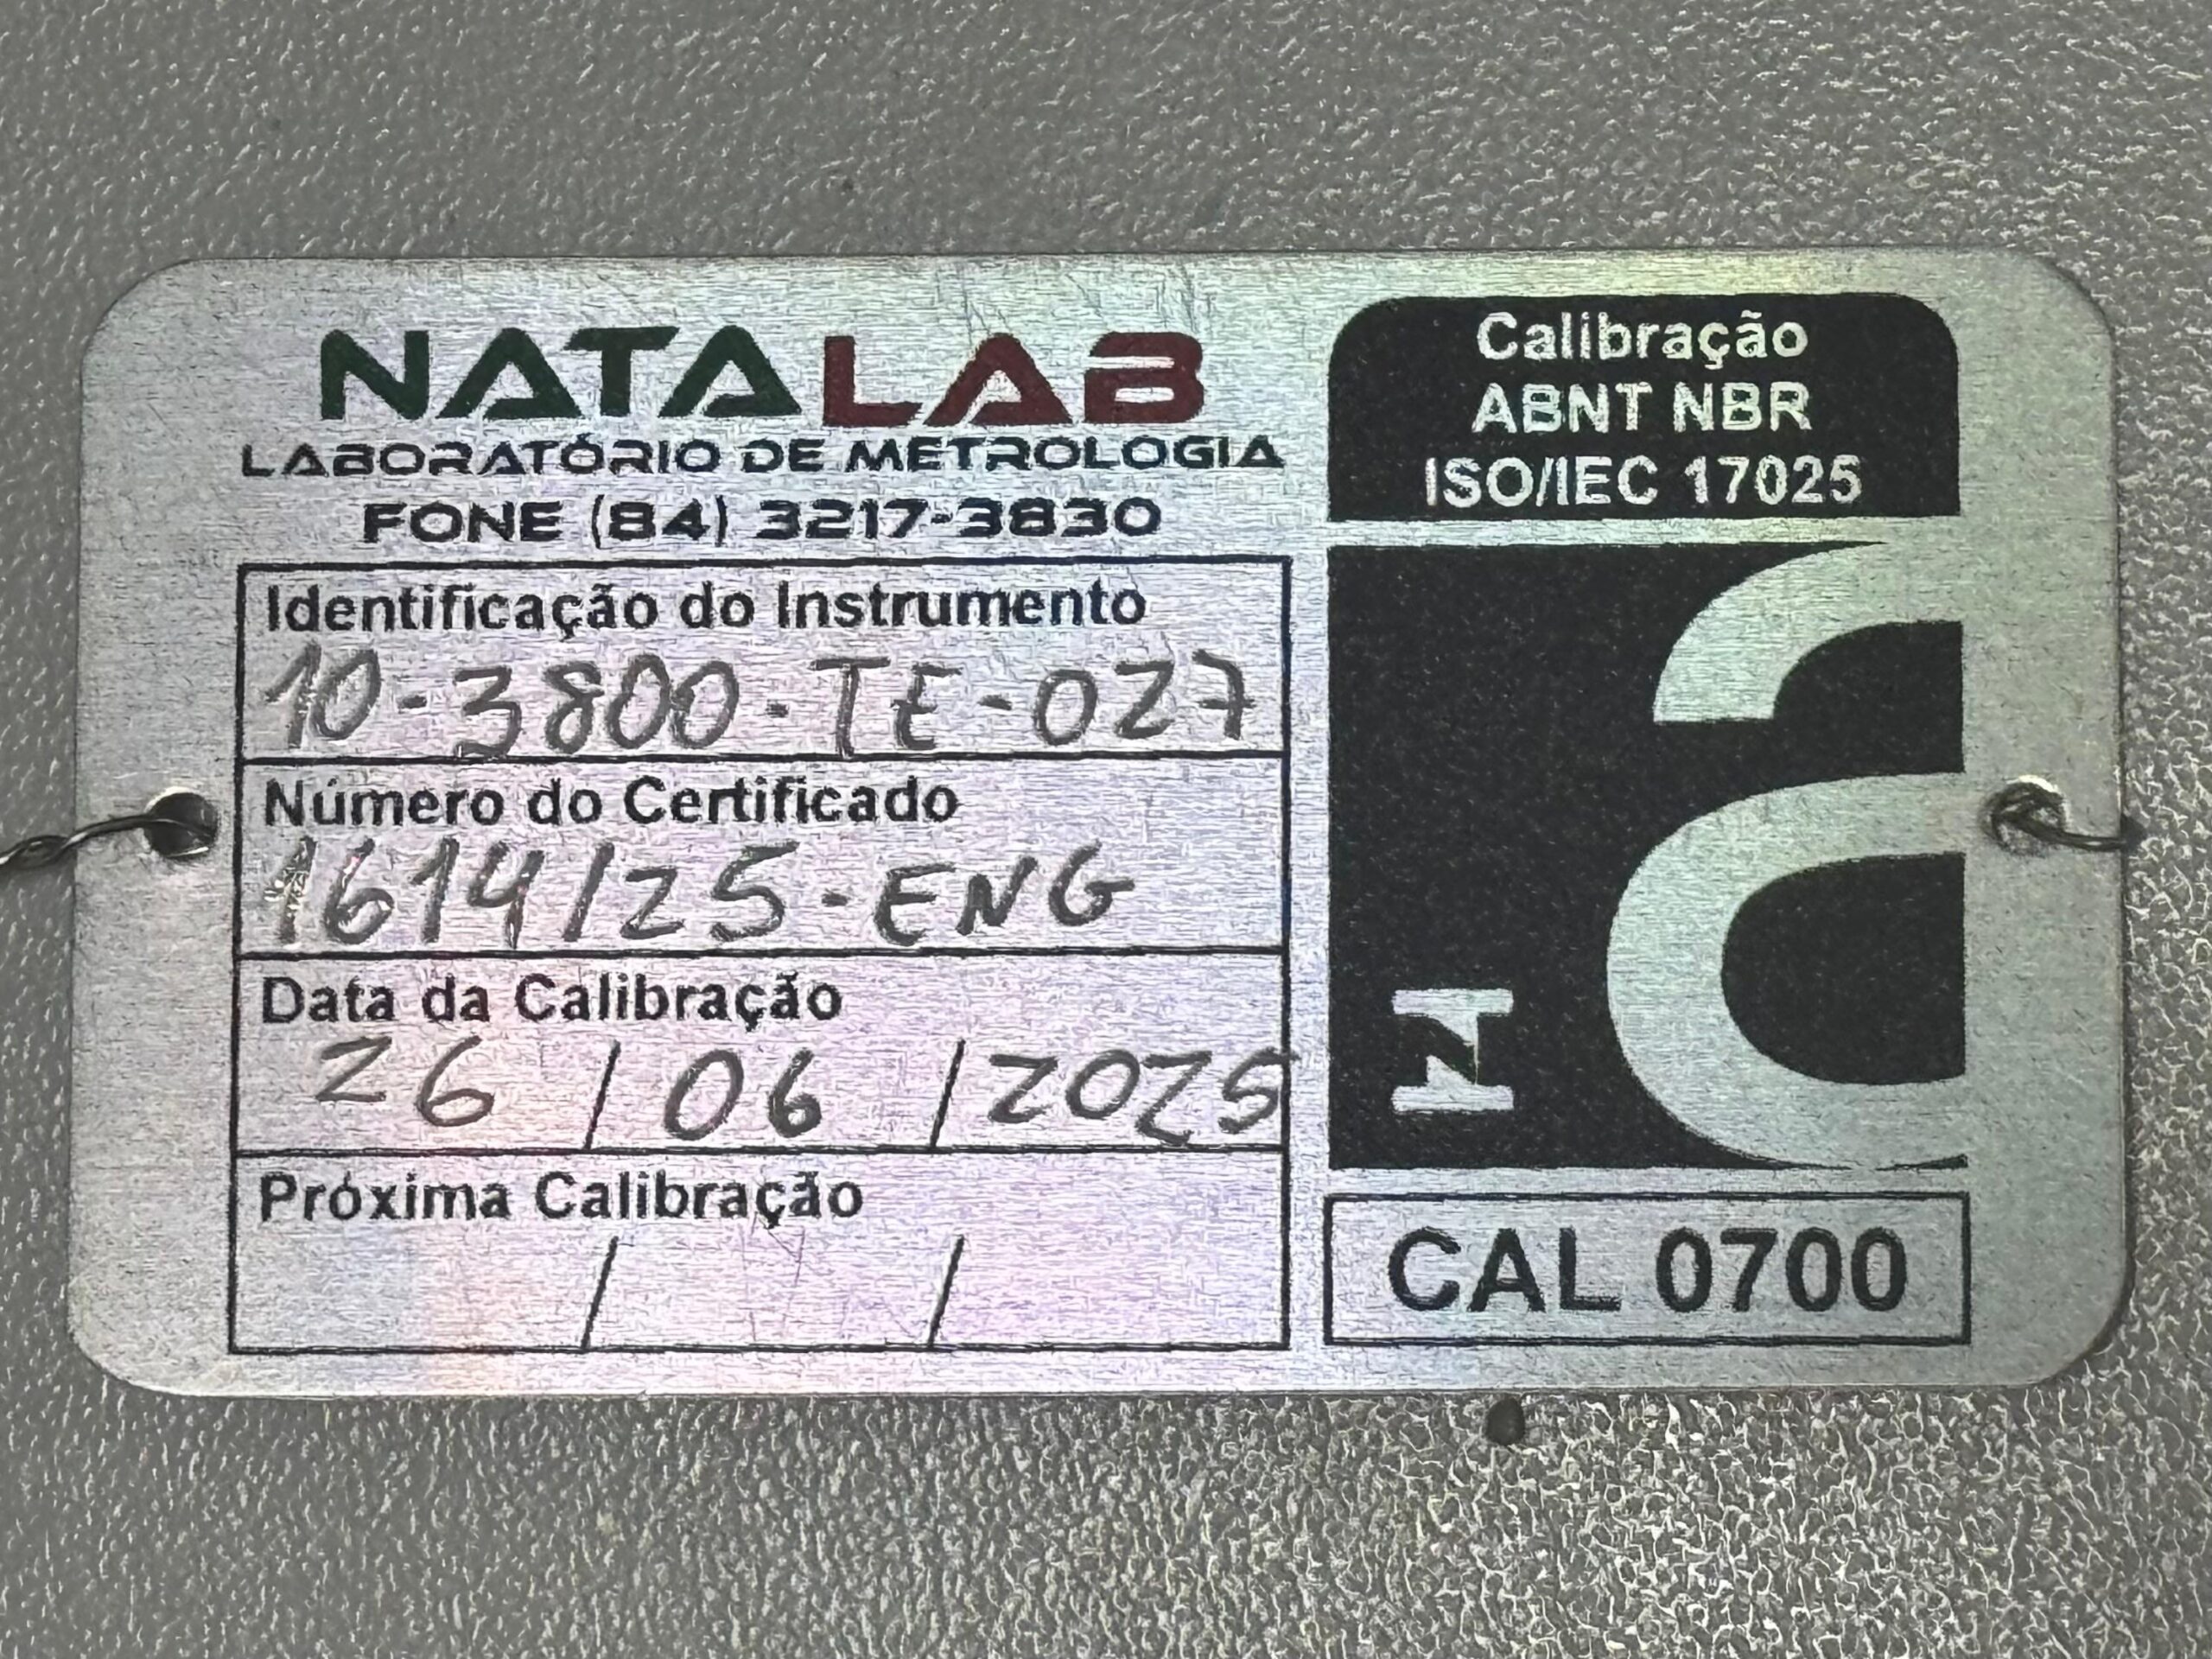 NATALAB
LABORATÓRIO DE METROLOGIA
FONE (84) 3217-3830
Identificação do Instrumento
10-3800-TE-027
Número do Certificado
1614/25-ENG
Data da Calibração
26 / 06 / 2025
Próxima Calibração
/ /
Calibração
ABNT NBR
ISO/IEC 17025
CAL 0700